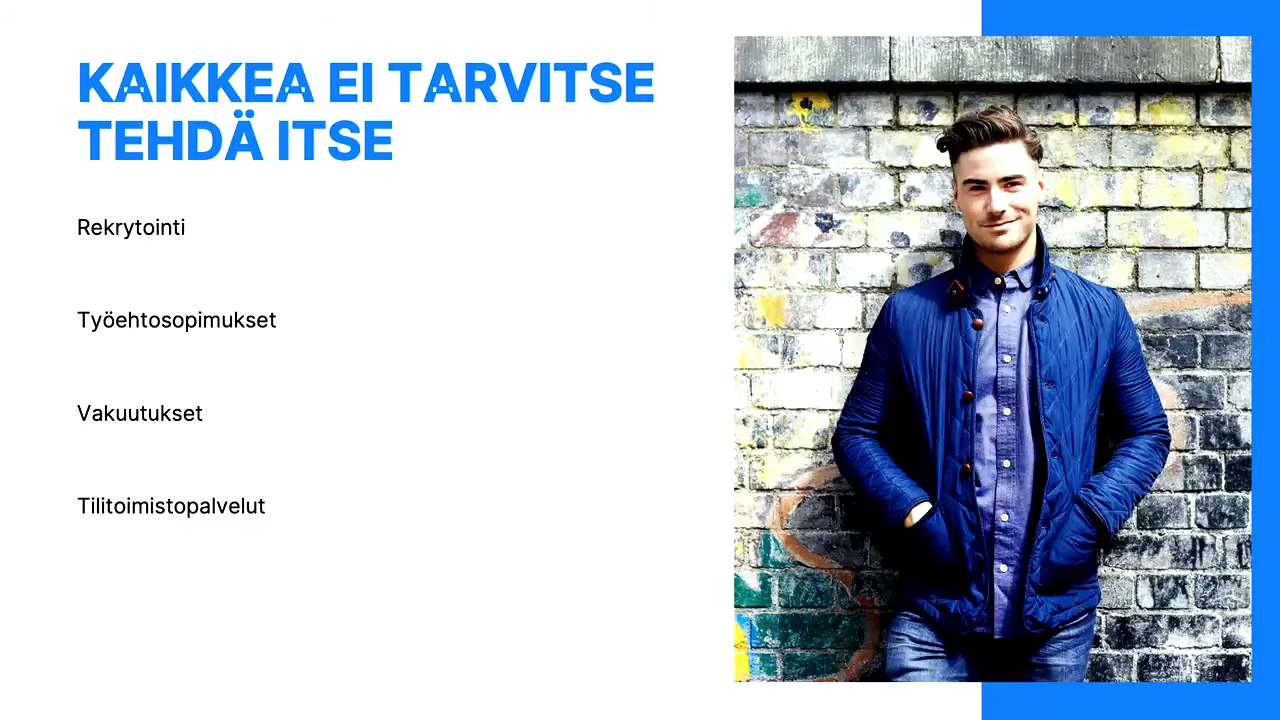 KAIKKEA EI TARVITSE
TEHDÄ ITSE
Rekrytointi
Työehtosopimukset
Vakuutukset
Tilitoimistopalvelut